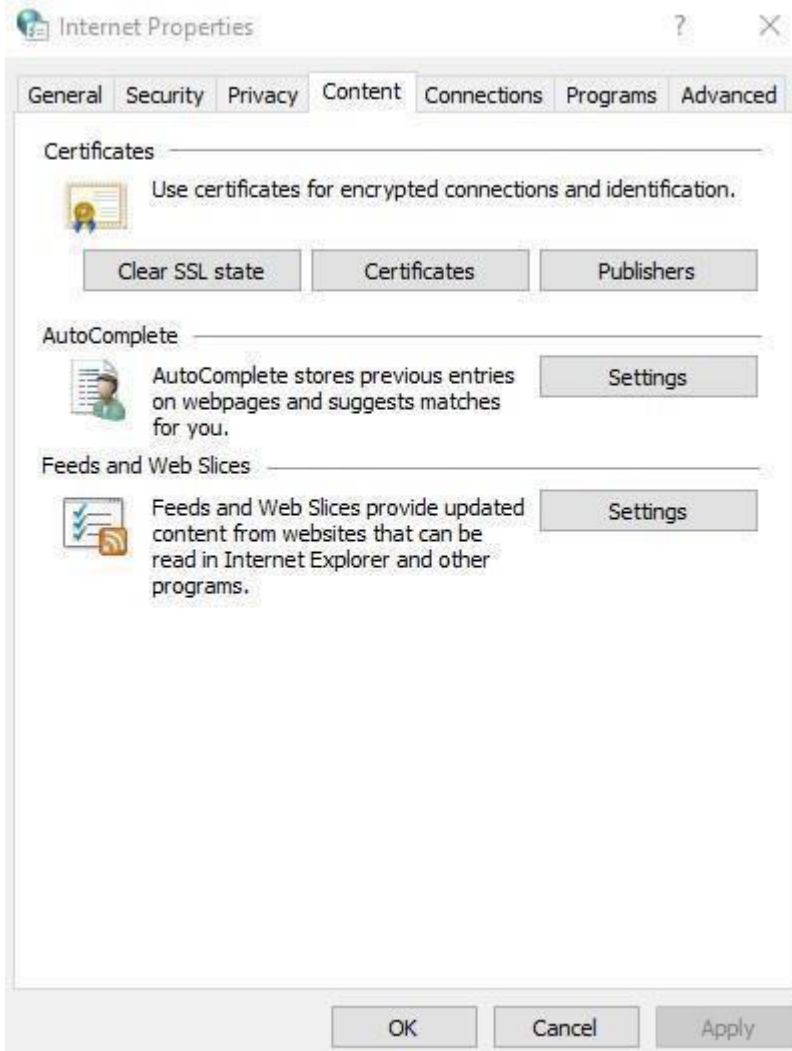 Internet Properties ?
General Security Privacy Content Connections Programs Advanced
Certificates
Use certificates for encrypted connections and identification.
Clear SSL state Certificates Publishers
AutoComplete
AutoComplete stores previous entries
on webpages and suggests matches
for you.
Settings
Feeds and Web Slices
Feeds and Web Slices provide updated
content from websites that can be
read in Internet Explorer and other
programs.
Settings
OK Cancel Apply